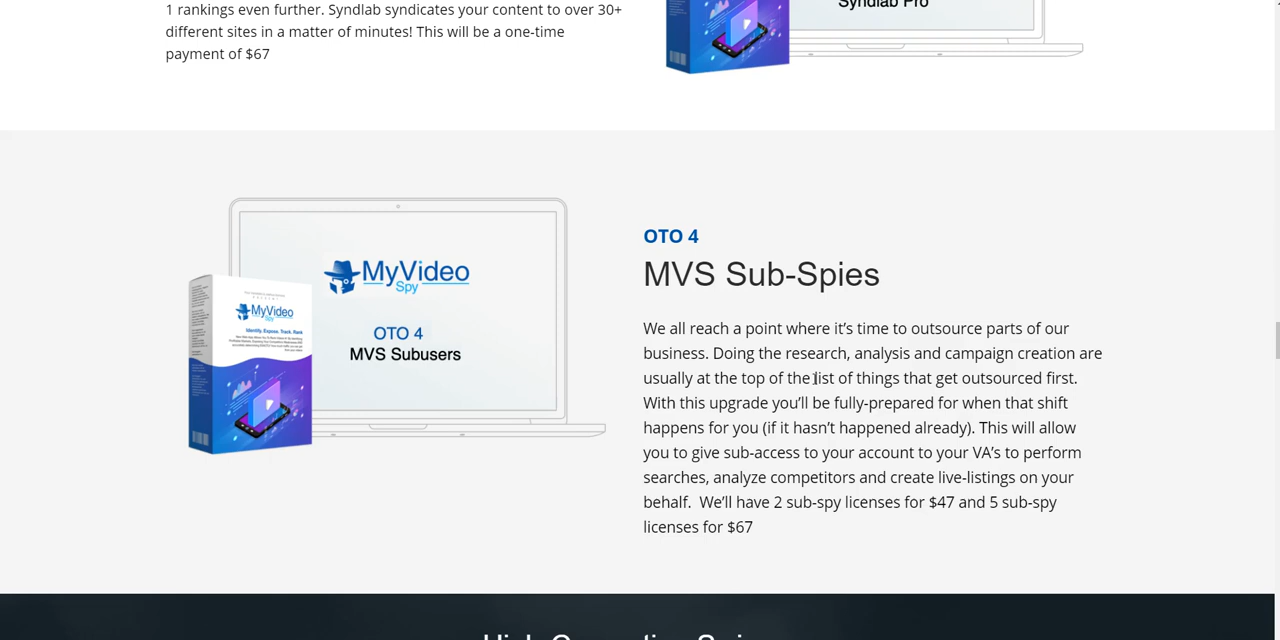 1 rankings even further. Syndlab syndicates your content to over 30+
different sites in a matter of minutes! This will be a one-time
payment of $67
Syndlab Pro
MyVideo
Spy
OTO 4
MVS Subusers
MyVideo
Spy
Identify. Expose. Track. Rank
OTO 4
MVS Sub-Spies
We all reach a point where it’s time to outsource parts of our
business. Doing the research, analysis and campaign creation are
usually at the top of the list of things that get outsourced first.
With this upgrade you’ll be fully-prepared for when that shift
happens for you (if it hasn’t happened already). This will allow
you to give sub-access to your account to your VA’s to perform
searches, analyze competitors and create live-listings on your
behalf.  We’ll have 2 sub-spy licenses for $47 and 5 sub-spy
licenses for $67